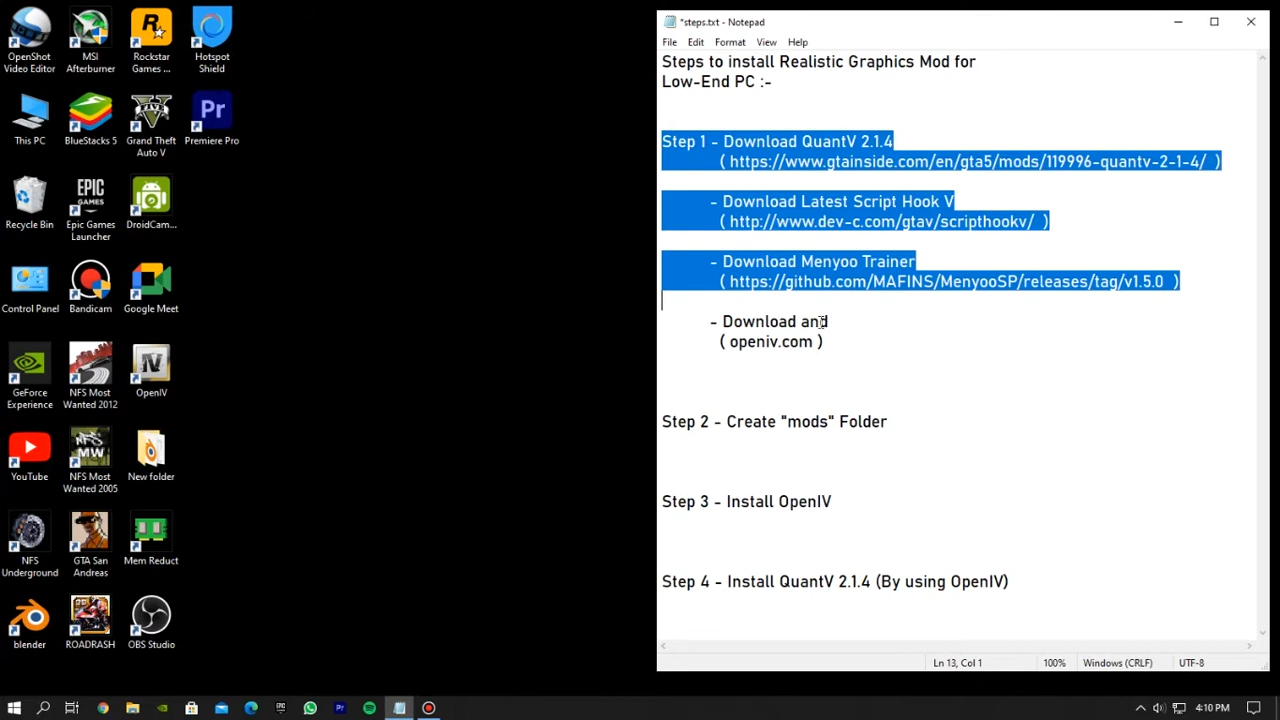 OpenShot
Video Editor
MSI
Afterburner
Rockstar
Games ...
Hotspot
Shield
This PC
BlueStacks 5
Grand Theft
Auto V
Premiere Pro
Recycle Bin
Epic Games
Launcher
DroidCam...
Control Panel
Bandicam
Google Meet
GeForce
Experience
NFS Most
Wanted 2012
OpenIV
YouTube
NFS Most
Wanted 2005
New folder
NFS
Underground
GTA San
Andreas
Mem Reduct
blender
ROADRASH
OBS Studio
*steps.txt - Notepad
File Edit Format View Help
Steps to install Realistic Graphics Mod for
Low-End PC :-
Step 1 - Download QuantV 2.1.4
( https://www.gtainside.com/en/gta5/mods/119996-quantv-2-1-4/ )
- Download Latest Script Hook V
( http://www.dev-c.com/gtav/scripthookv/ )
- Download Menyoo Trainer
( https://github.com/MAFINS/MenyooSP/releases/tag/v1.5.0 )
- Download and
( openiv.com )
Step 2 - Create "mods" Folder
Step 3 - Install OpenIV
Step 4 - Install QuantV 2.1.4 (By using OpenIV)
Ln 13, Col 1 100% Windows (CRLF) UTF-8
4:10 PM